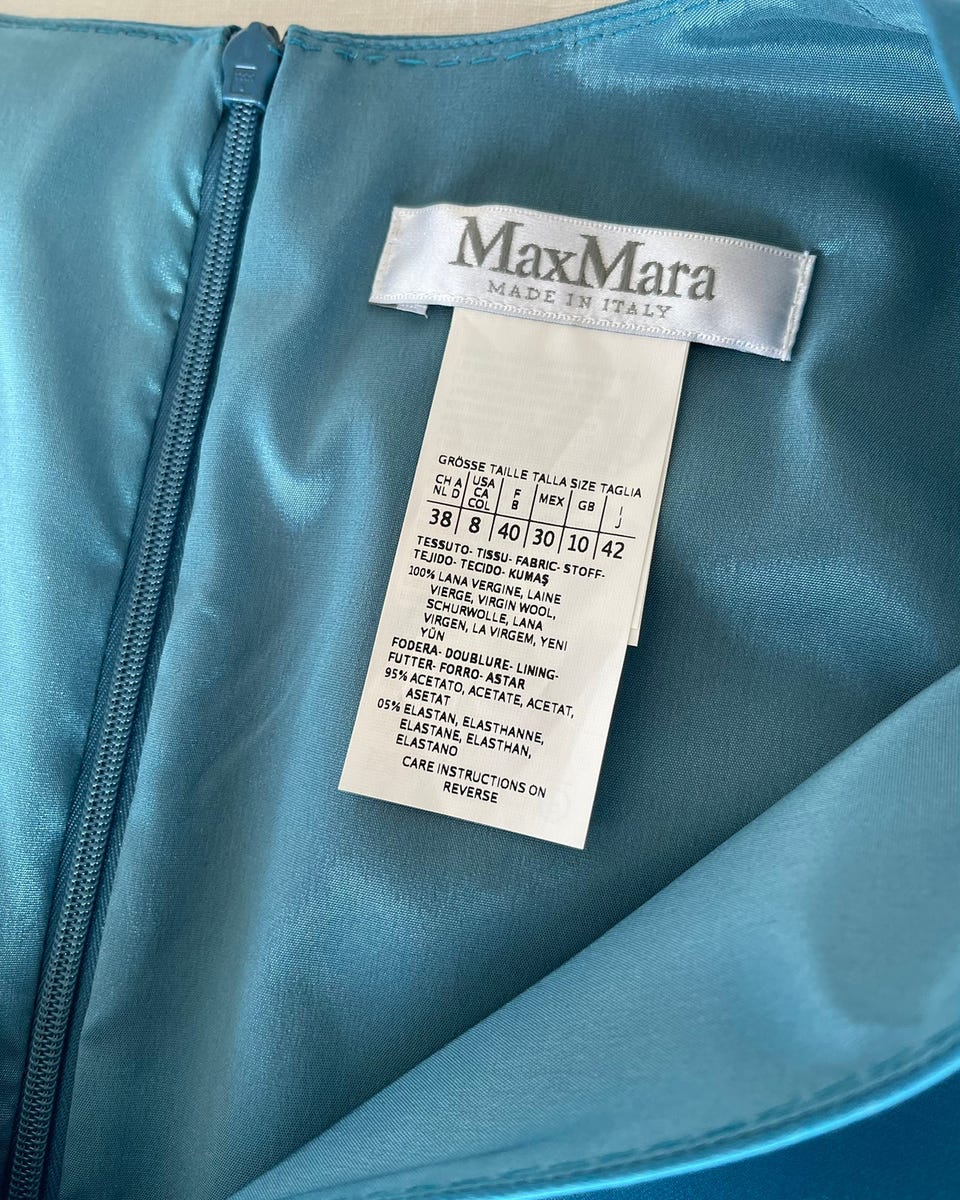 MaxMara
MADE IN ITALY
GRÖSSE TAILLE TALLA SIZE TAGLIA
CH A NL D USA CA COL F B MEX GB I J
38 8 40 30 10 42
TESSUTO- TISSU- FABRIC- STOFF-
TEJIDO- TECIDO- KUMAŞ
100% LANA VERGINE, LAINE
VIERGE, VIRGIN WOOL,
SCHURWOLLE, LANA
VIRGEN, LA VIRGEM, YENI
YÜN
FODERA- DOUBLURE- LINING-
FUTTER- FORRO- ASTAR
95% ACETATO, ACETATE, ACETAT,
ASETAT
05% ELASTAN, ELASTHANNE,
ELASTANE, ELASTHAN,
ELASTANO
CARE INSTRUCTIONS ON
REVERSE